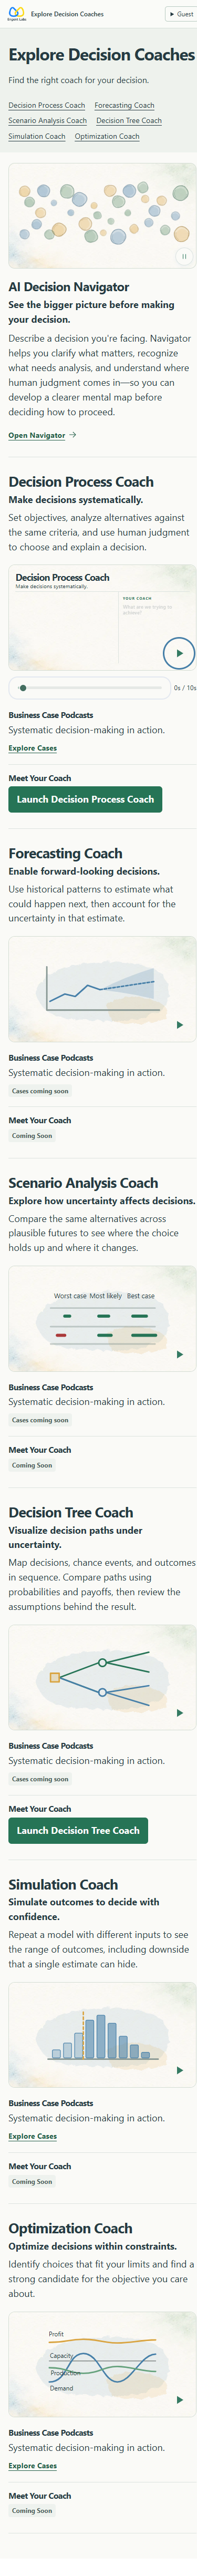 Expert Labs
Explore Decision Coaches
Guest
Explore Decision Coaches
Find the right coach for your decision.
Decision Process Coach
Forecasting Coach
Scenario Analysis Coach
Decision Tree Coach
Simulation Coach
Optimization Coach
AI Decision Navigator
See the bigger picture before making
your decision.
Describe a decision you're facing. Navigator
helps you clarify what matters, recognize
what needs analysis, and understand where
human judgment comes in—so you can
develop a clearer mental map before
deciding how to proceed.
Open Navigator →
Decision Process Coach
Make decisions systematically.
Set objectives, analyze alternatives against
the same criteria, and use human judgment
to choose and explain a decision.
Decision Process Coach
Make decisions systematically.
YOUR COACH
What are we trying to
achieve?
0s / 10s
Business Case Podcasts
Systematic decision-making in action.
Explore Cases
Meet Your Coach
Launch Decision Process Coach
Forecasting Coach
Enable forward-looking decisions.
Use historical patterns to estimate what
could happen next, then account for the
uncertainty in that estimate.
Business Case Podcasts
Systematic decision-making in action.
Cases coming soon
Meet Your Coach
Coming Soon
Scenario Analysis Coach
Explore how uncertainty affects decisions.
Compare the same alternatives across
plausible futures to see where the choice
holds up and where it changes.
Worst case Most likely Best case
Business Case Podcasts
Systematic decision-making in action.
Cases coming soon
Meet Your Coach
Coming Soon
Decision Tree Coach
Visualize decision paths under
uncertainty.
Map decisions, chance events, and outcomes
in sequence. Compare paths using
probabilities and payoffs, then review the
assumptions behind the result.
Business Case Podcasts
Systematic decision-making in action.
Cases coming soon
Meet Your Coach
Launch Decision Tree Coach
Simulation Coach
Simulate outcomes to decide with
confidence.
Repeat a model with different inputs to see
the range of outcomes, including downside
that a single estimate can hide.
Business Case Podcasts
Systematic decision-making in action.
Explore Cases
Meet Your Coach
Coming Soon
Optimization Coach
Optimize decisions within constraints.
Identify choices that fit your limits and find a
strong candidate for the objective you care
about.
Profit
Capacity
Production
Demand
Business Case Podcasts
Systematic decision-making in action.
Explore Cases
Meet Your Coach
Coming Soon